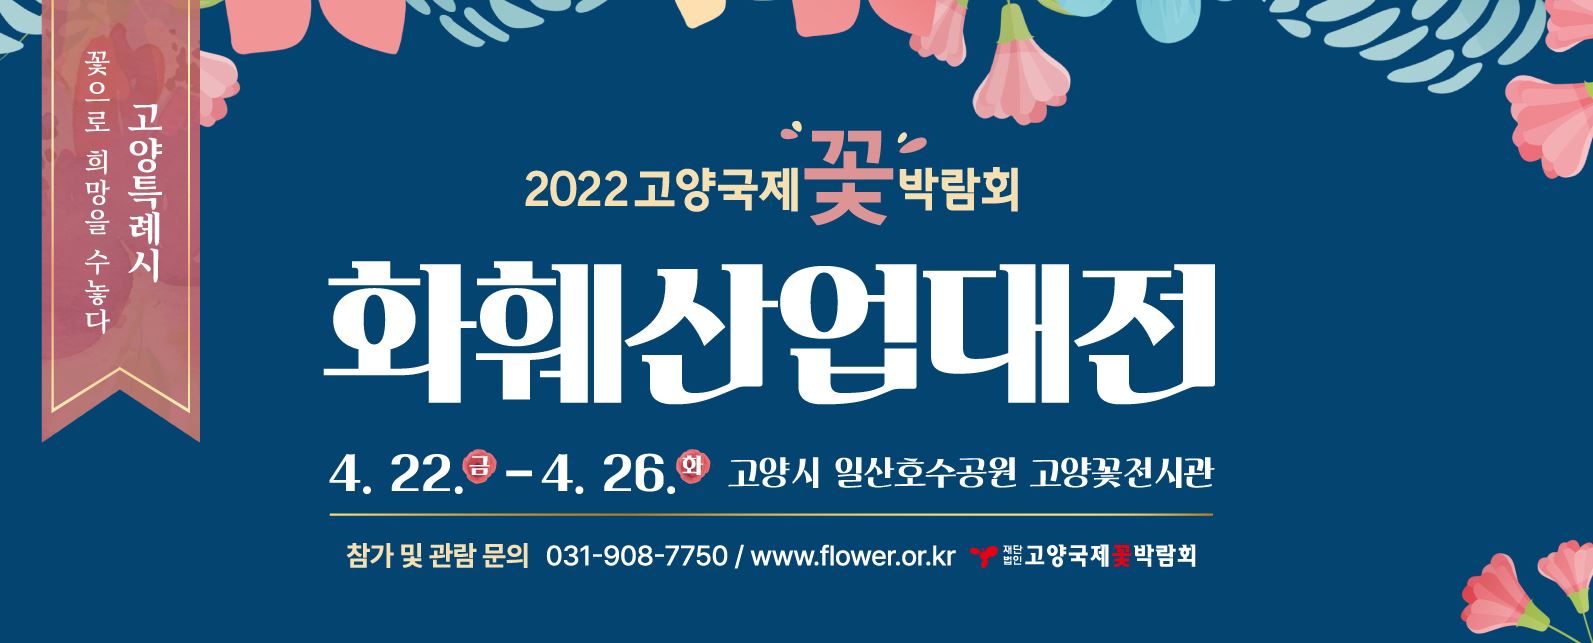 고양특례시
꽃으로 희망을 수놓다
2022 고양국제꽃박람회
화훼산업대전
4. 22.금 – 4. 26.화 고양시 일산호수공원 고양꽃전시관
참가 및 관람 문의 031-908-7750 / www.flower.or.kr 재단법인 고양국제꽃박람회